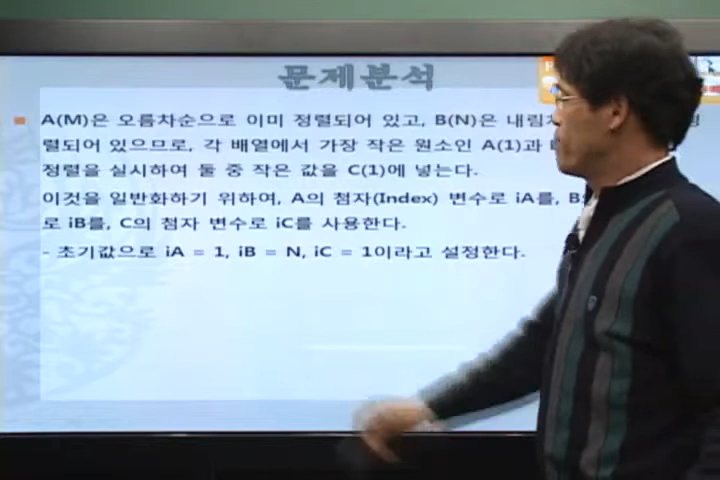 문제분석
A(M)은 오름차순으로 이미 정렬되어 있고, B(N)은
렬되어 있으므로, 각 배열에서 가장 작은 원소인 A(1)과
정렬을 실시하여 둘 중 작은 값을 C(1)에 넣는다.
이것을 일반화하기 위하여, A의 첨자(Index) 변수로 iA를,
로 iB를, C의 첨자 변수로 iC를 사용한다.
- 초기값으로 iA = 1, iB = N, iC = 1이라고 설정한다.